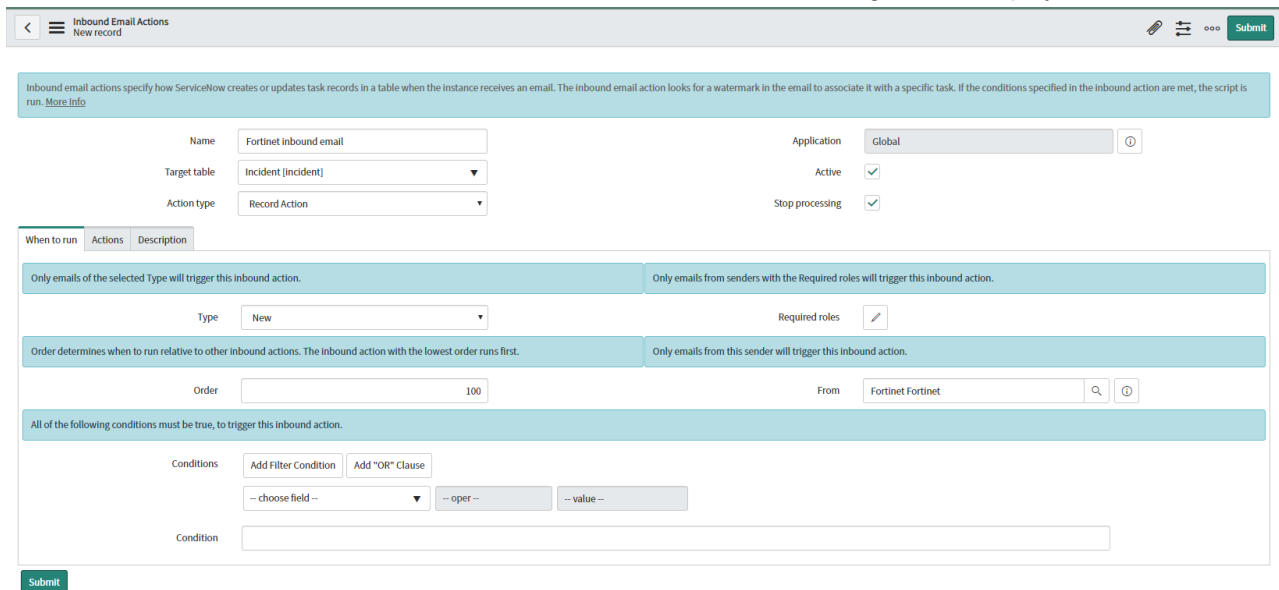 Inbound Email Actions
New record
Submit
Inbound email actions specify how ServiceNow creates or updates task records in a table when the instance receives an email. The inbound email action looks for a watermark in the email to associate it with a specific task. If the conditions specified in the inbound action are met, the script is
run. More Info
Name Fortinet inbound email Application Global
Target table Incident [incident] Active
Action type Record Action Stop processing
When to run Actions Description
Only emails of the selected Type will trigger this inbound action. Only emails from senders with the Required roles will trigger this inbound action.
Type New Required roles
Order determines when to run relative to other inbound actions. The inbound action with the lowest order runs first. Only emails from this sender will trigger this inbound action.
Order 100 From Fortinet Fortinet
All of the following conditions must be true, to trigger this inbound action.
Conditions Add Filter Condition Add "OR" Clause
-- choose field -- -- oper -- -- value --
Condition
Submit